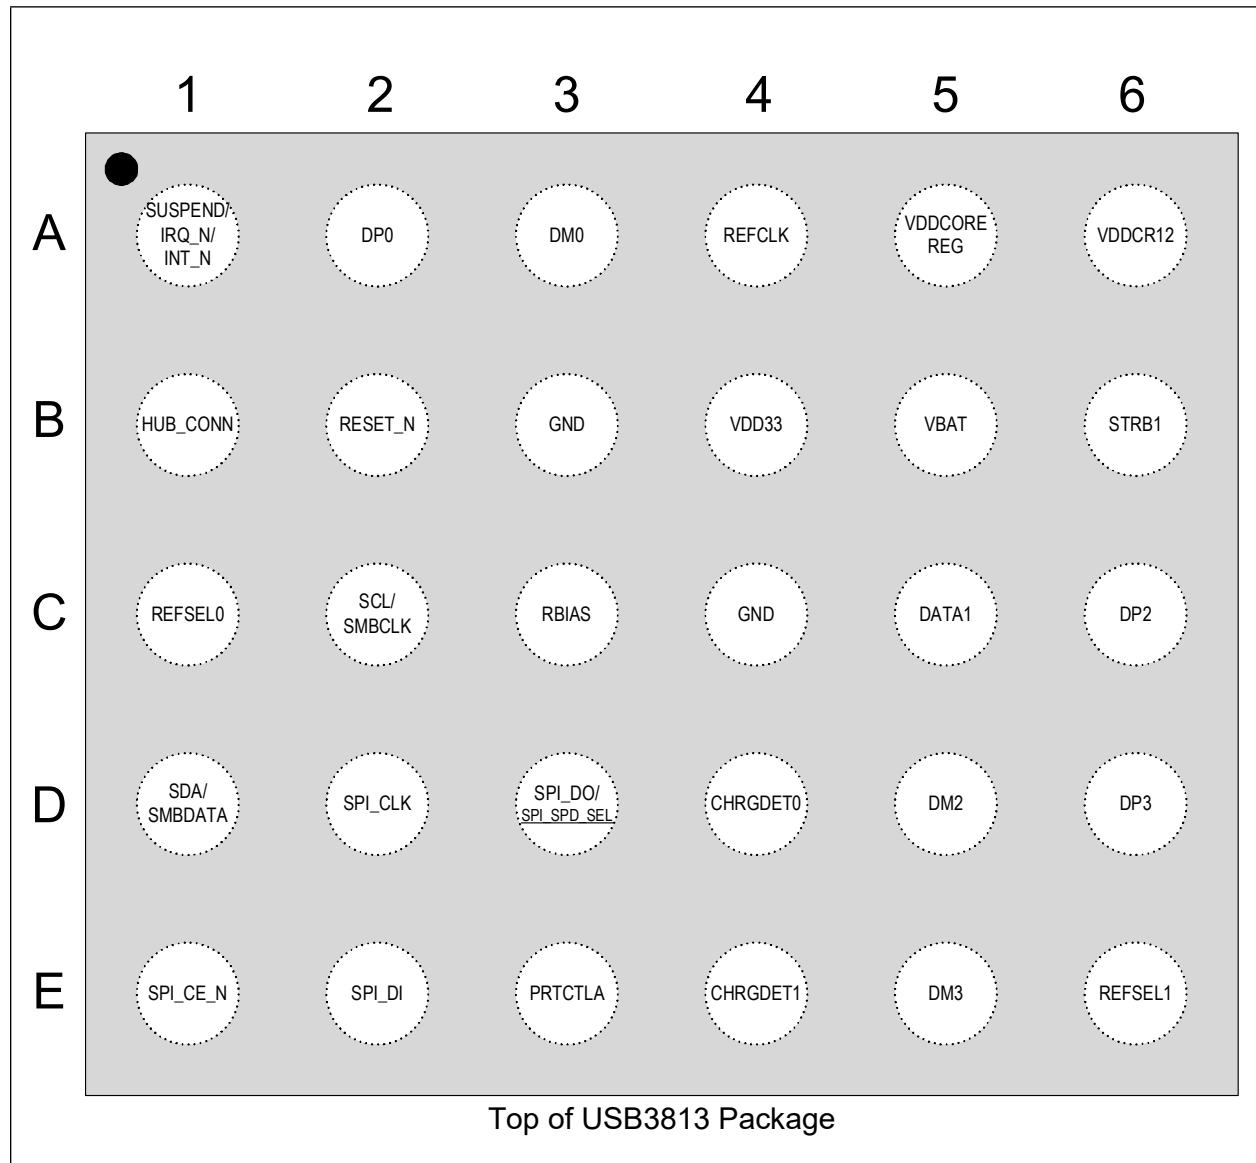 1 2 3 4 5 6
A
SUSPEND/
IRQ_N/
INT_N
DP0
DM0
REFCLK
VDDCORE
REG
VDDCR12
B
HUB_CONN
RESET_N
GND
VDD33
VBAT
STRB1
C
REFSEL0
SCL/
SMBCLK
RBIAS
GND
DATA1
DP2
D
SDA/
SMBDATA
SPI_CLK
SPI_DO/
SPI_SPD_SEL
CHRGDET0
DM2
DP3
E
SPI_CE_N
SPI_DI
PRTCTLA
CHRGDET1
DM3
REFSEL1
Top of USB3813 Package